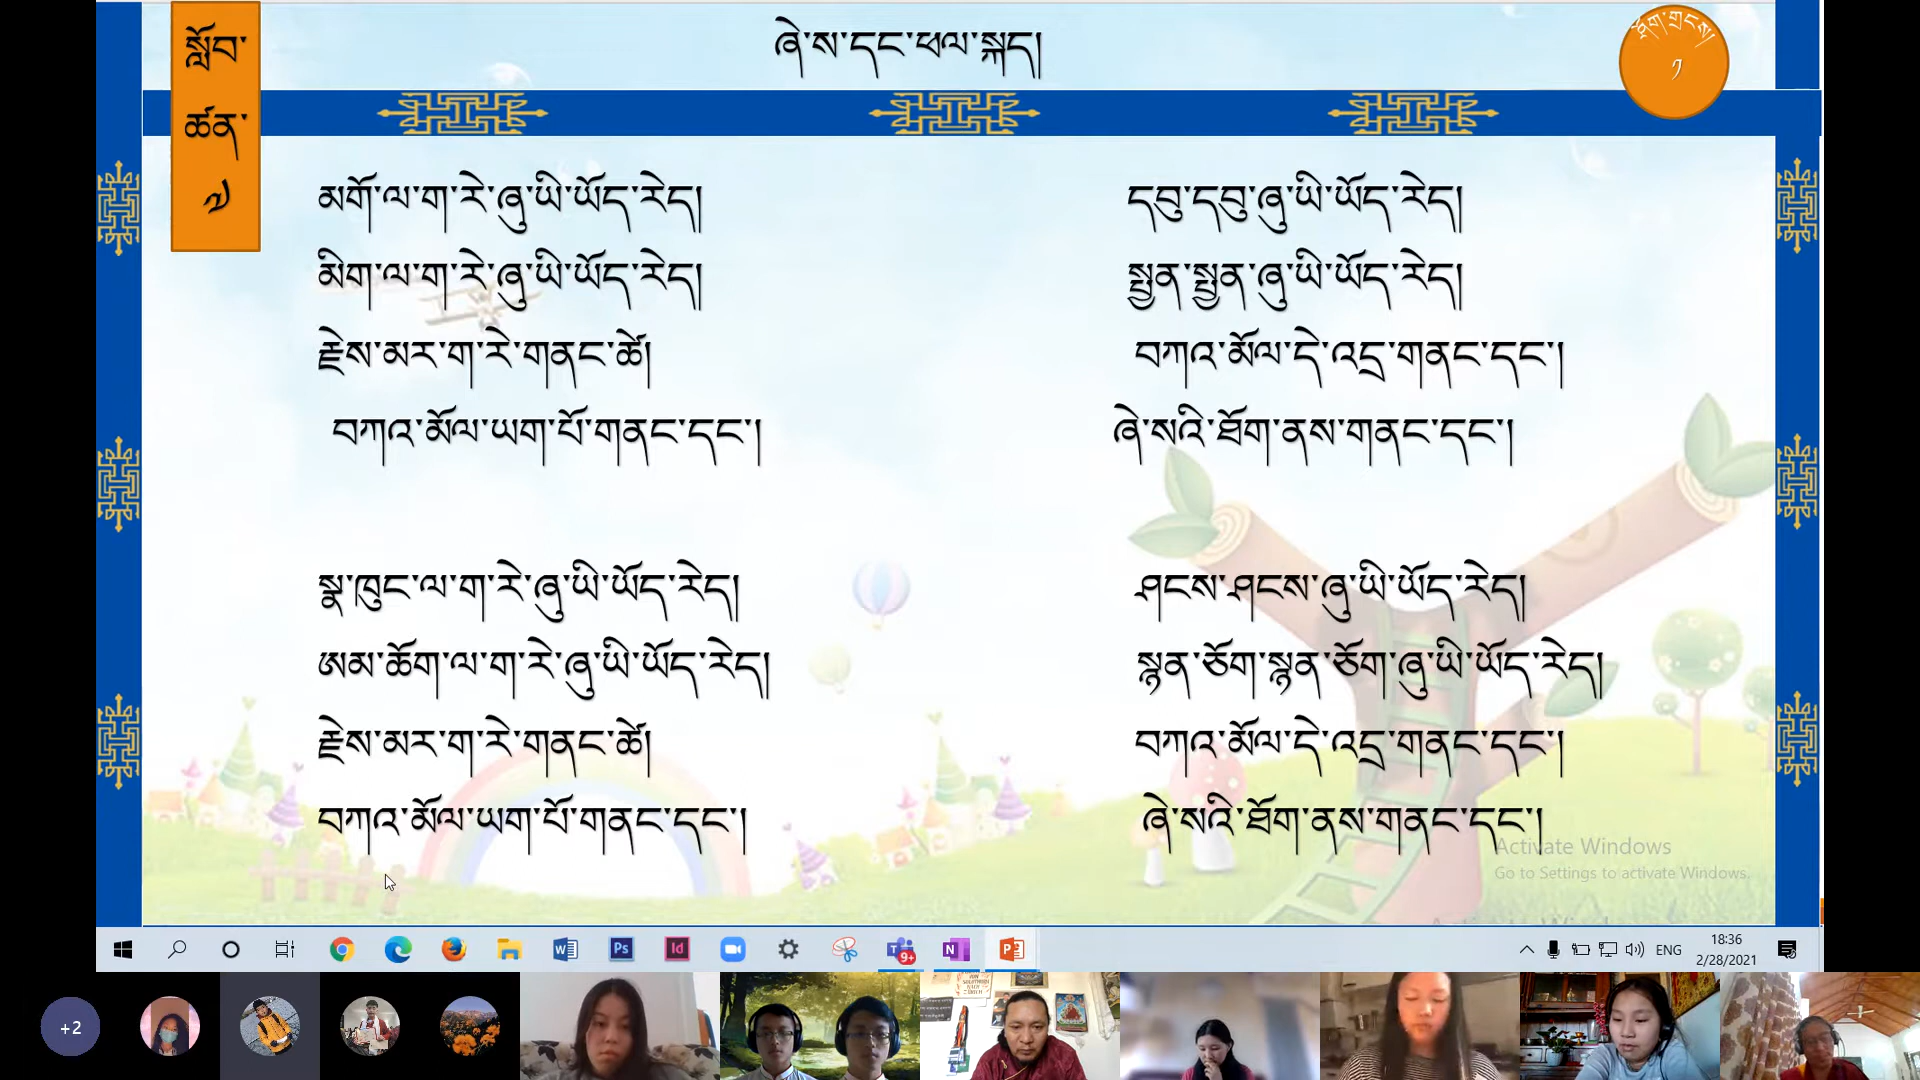 སློབ་
ཚན་
༧
ཞེ་ས་དང་ཕལ་སྐད།
ཐོག་གྲངས།
༡
མགོ་ལ་ག་རེ་ཞུ་ཡི་ཡོད་རེད།
མིག་ལ་ག་རེ་ཞུ་ཡི་ཡོད་རེད།
རྗེས་མར་ག་རེ་གནང་ཚེ།
བཀའ་མོལ་ཡག་པོ་གནང་དང་།
སྣ་ཁུང་ལ་ག་རེ་ཞུ་ཡི་ཡོད་རེད།
ཨམ་ཆོག་ལ་ག་རེ་ཞུ་ཡི་ཡོད་རེད།
རྗེས་མར་ག་རེ་གནང་ཚེ།
བཀའ་མོལ་ཡག་པོ་གནང་དང་།
དབུ་དབུ་ཞུ་ཡི་ཡོད་རེད།
སྤྱན་སྤྱན་ཞུ་ཡི་ཡོད་རེད།
བཀའ་མོལ་དེ་འདྲ་གནང་དང་།
ཞེ་སའི་ཐོག་ནས་གནང་དང་།
ཤངས་ཤངས་ཞུ་ཡི་ཡོད་རེད།
སྙན་ཅོག་སྙན་ཅོག་ཞུ་ཡི་ཡོད་རེད།
བཀའ་མོལ་དེ་འདྲ་གནང་དང་།
ཞེ་སའི་ཐོག་ནས་གནང་དང་།
Activate Windows
Go to Settings to activate Windows.
ENG
18:36
2/28/2021
9+
+2